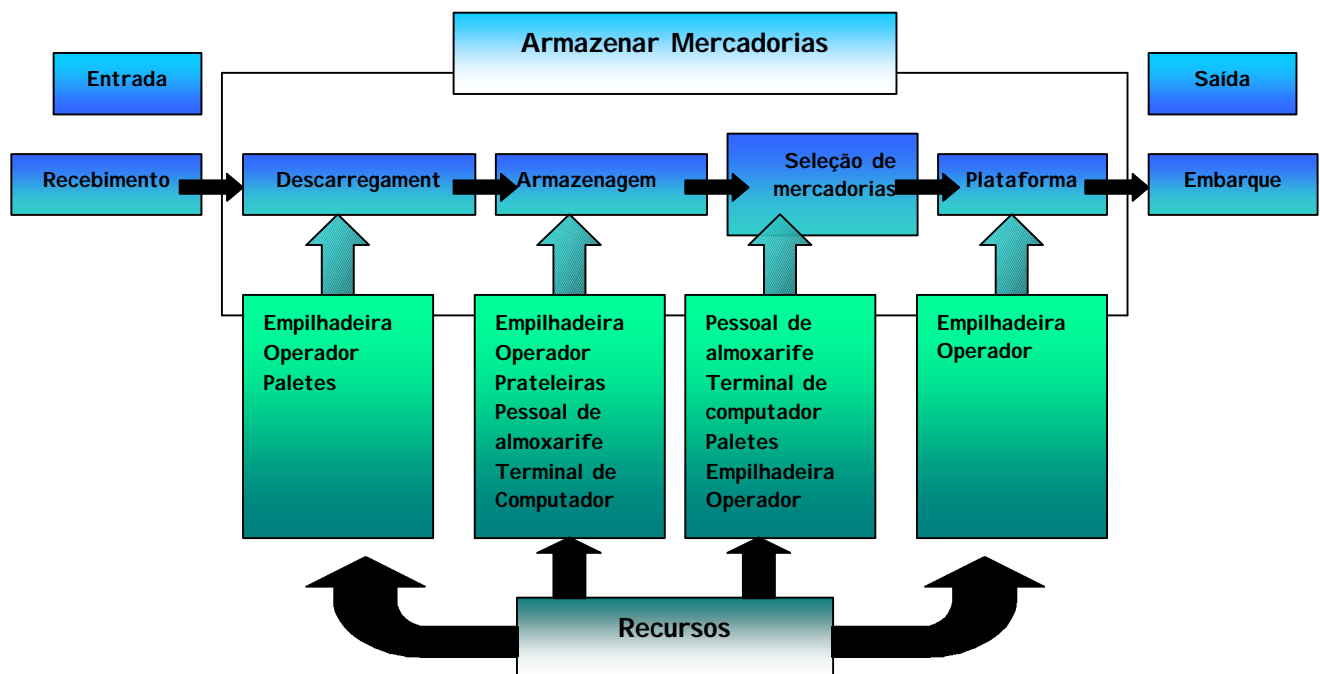 Armazenar Mercadorias
Entrada
Saída
Recebimento
Descarregament
Armazenagem
Seleção de
mercadorias
Plataforma
Embarque
Empilhadeira
Operador
Paletes
Empilhadeira
Operador
Prateleiras
Pessoal de
almoxarife
Terminal de
Computador
Pessoal de
almoxarife
Terminal de
computador
Paletes
Empilhadeira
Operador
Empilhadeira
Operador
Recursos